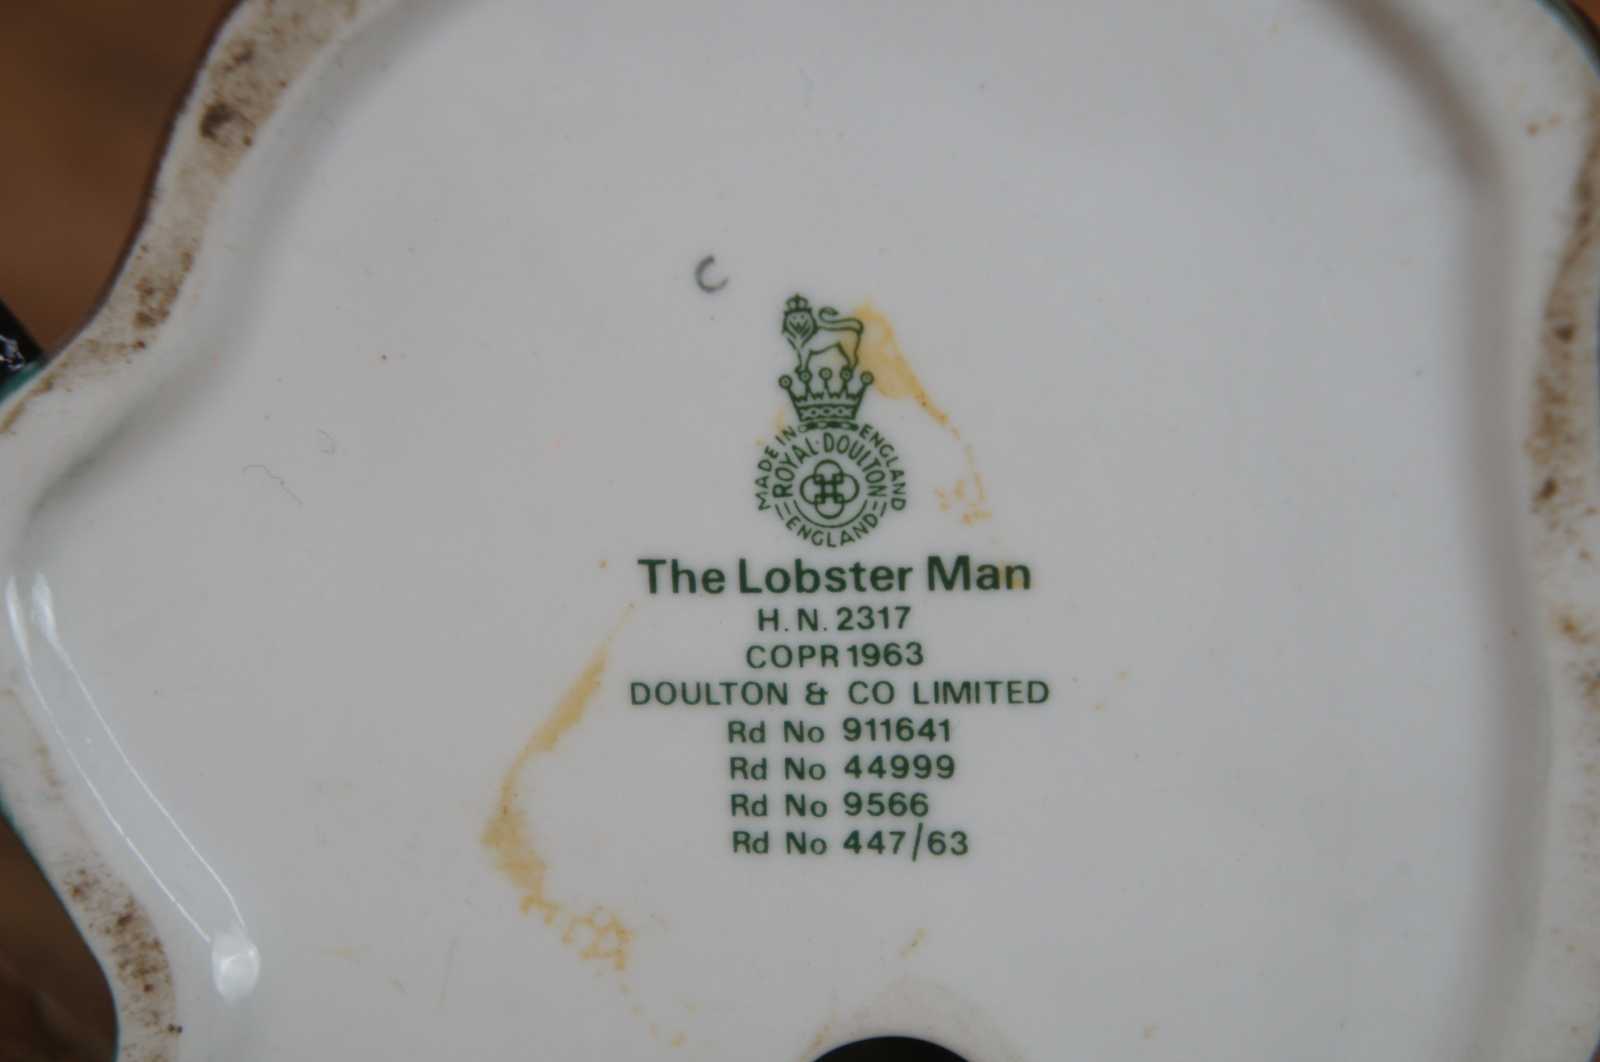 C
MADE IN ENGLAND
ROYAL·DOULTON
ENGLAND
The Lobster Man
H.N. 2317
COPR 1963
DOULTON & CO LIMITED
Rd No 911641
Rd No 44999
Rd No 9566
Rd No 447/63